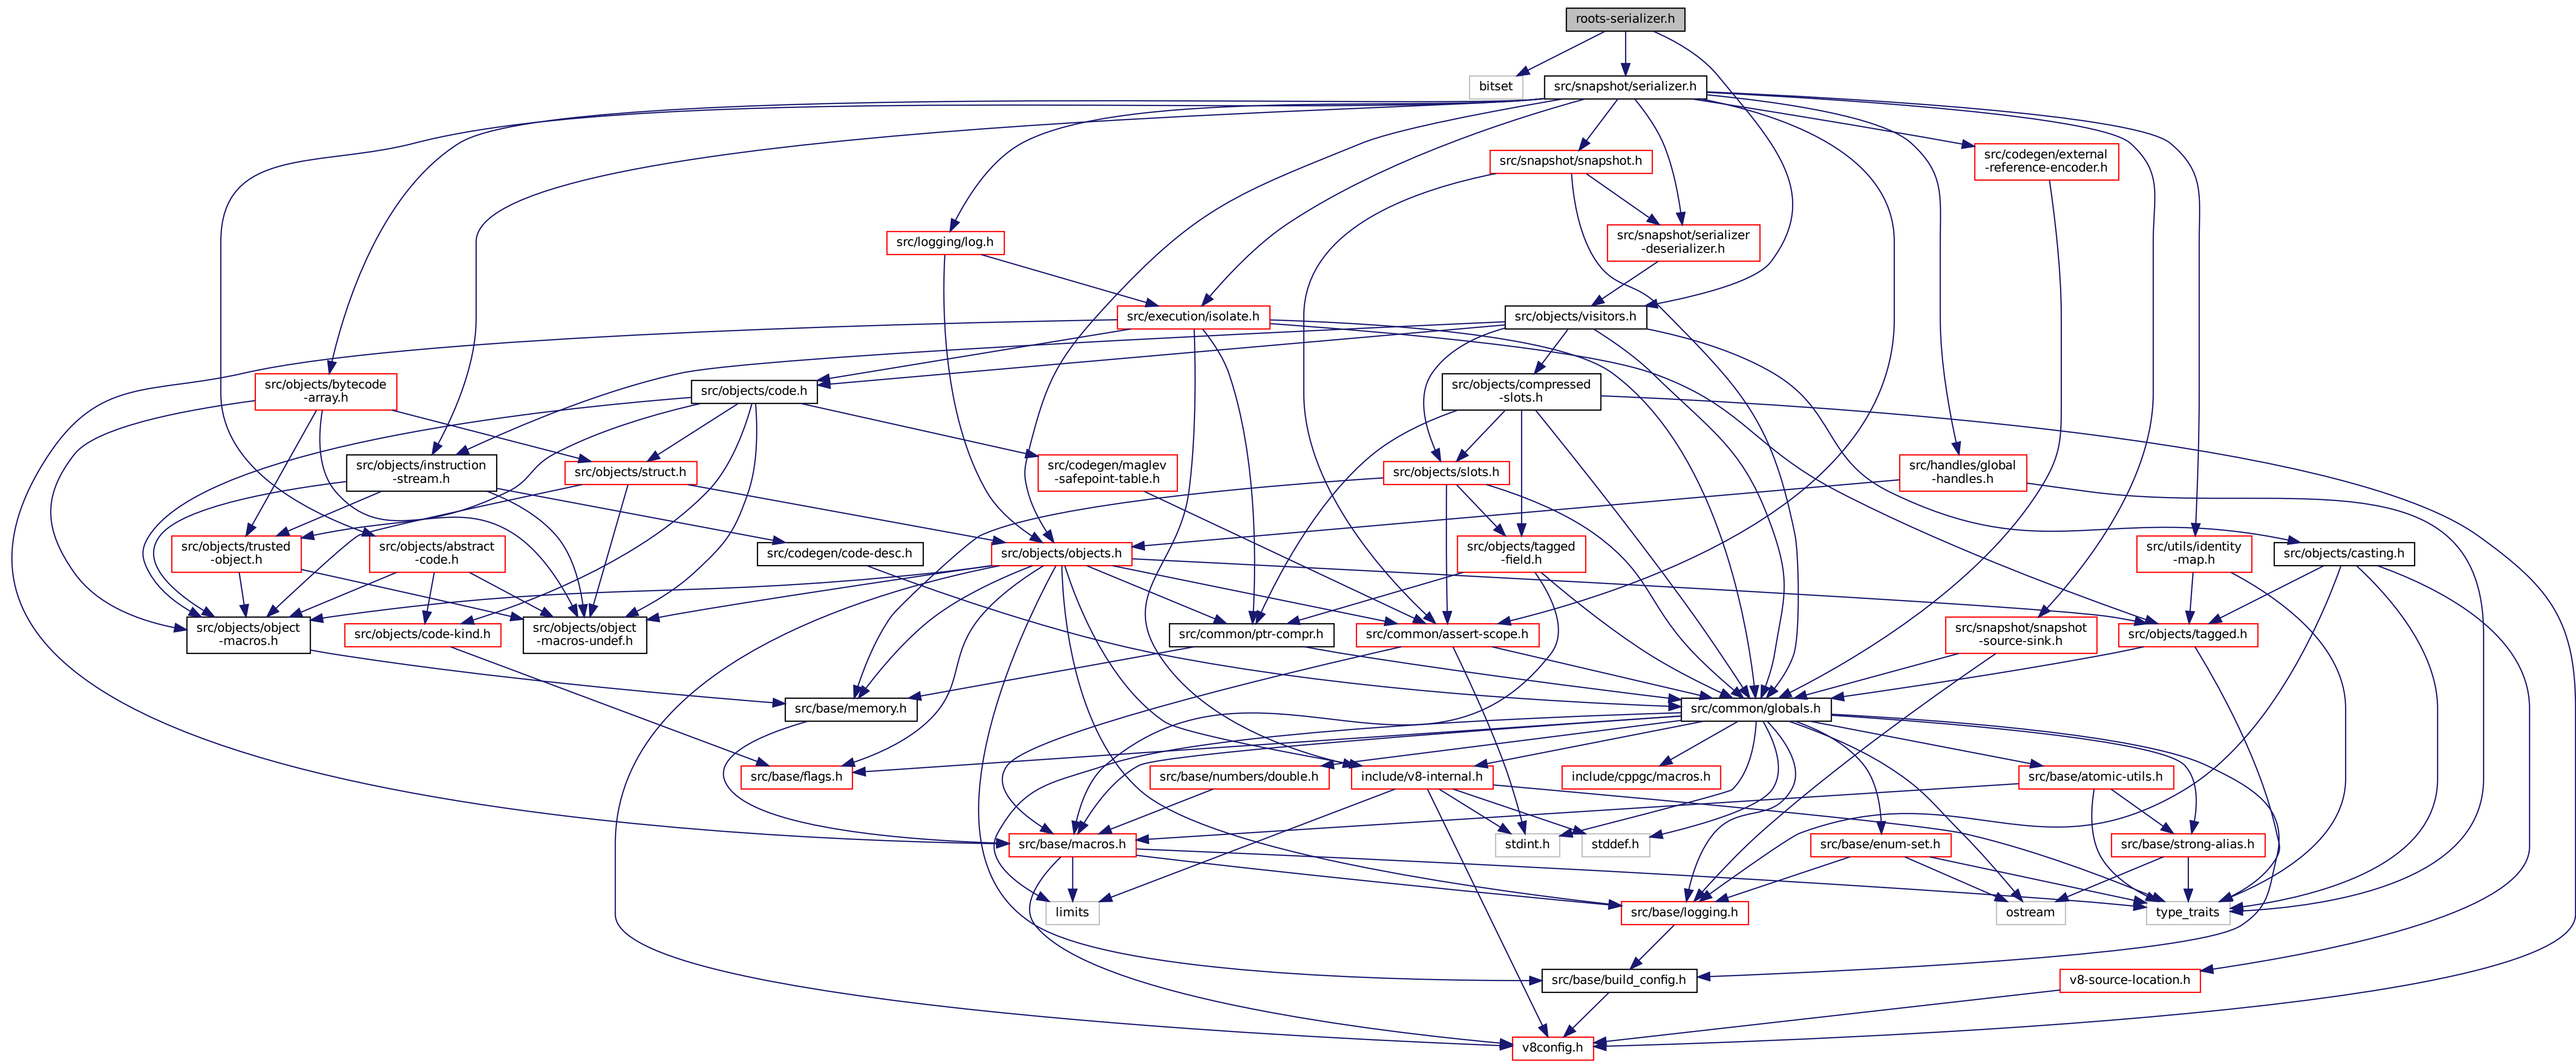 roots-serializer.h
bitset
src/snapshot/serializer.h
src/snapshot/snapshot.h
src/codegen/external
-reference-encoder.h
src/logging/log.h
src/snapshot/serializer
-deserializer.h
src/execution/isolate.h
src/objects/visitors.h
src/objects/bytecode
-array.h
src/objects/code.h
src/objects/compressed
-slots.h
src/objects/instruction
-stream.h
src/objects/struct.h
src/codegen/maglev
-safepoint-table.h
src/objects/slots.h
src/handles/global
-handles.h
src/objects/trusted
-object.h
src/objects/abstract
-code.h
src/codegen/code-desc.h
src/objects/objects.h
src/objects/tagged
-field.h
src/utils/identity
-map.h
src/objects/casting.h
src/objects/object
-macros.h
src/objects/code-kind.h
src/objects/object
-macros-undef.h
src/common/ptr-compr.h
src/common/assert-scope.h
src/snapshot/snapshot
-source-sink.h
src/objects/tagged.h
src/base/memory.h
src/common/globals.h
src/base/flags.h
src/base/numbers/double.h
include/v8-internal.h
include/cppgc/macros.h
src/base/atomic-utils.h
src/base/macros.h
stdint.h
stddef.h
src/base/enum-set.h
src/base/strong-alias.h
limits
src/base/logging.h
ostream
type_traits
src/base/build_config.h
v8-source-location.h
v8config.h